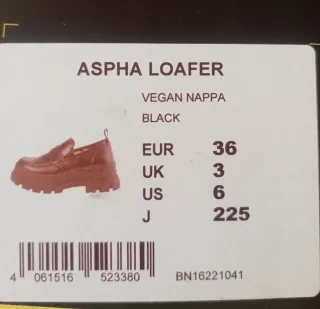 ASPHA LOAFER
VEGAN NAPPA
BLACK
EUR 36
UK 3
US 6
J 225
4 061516 523380 BN16221041